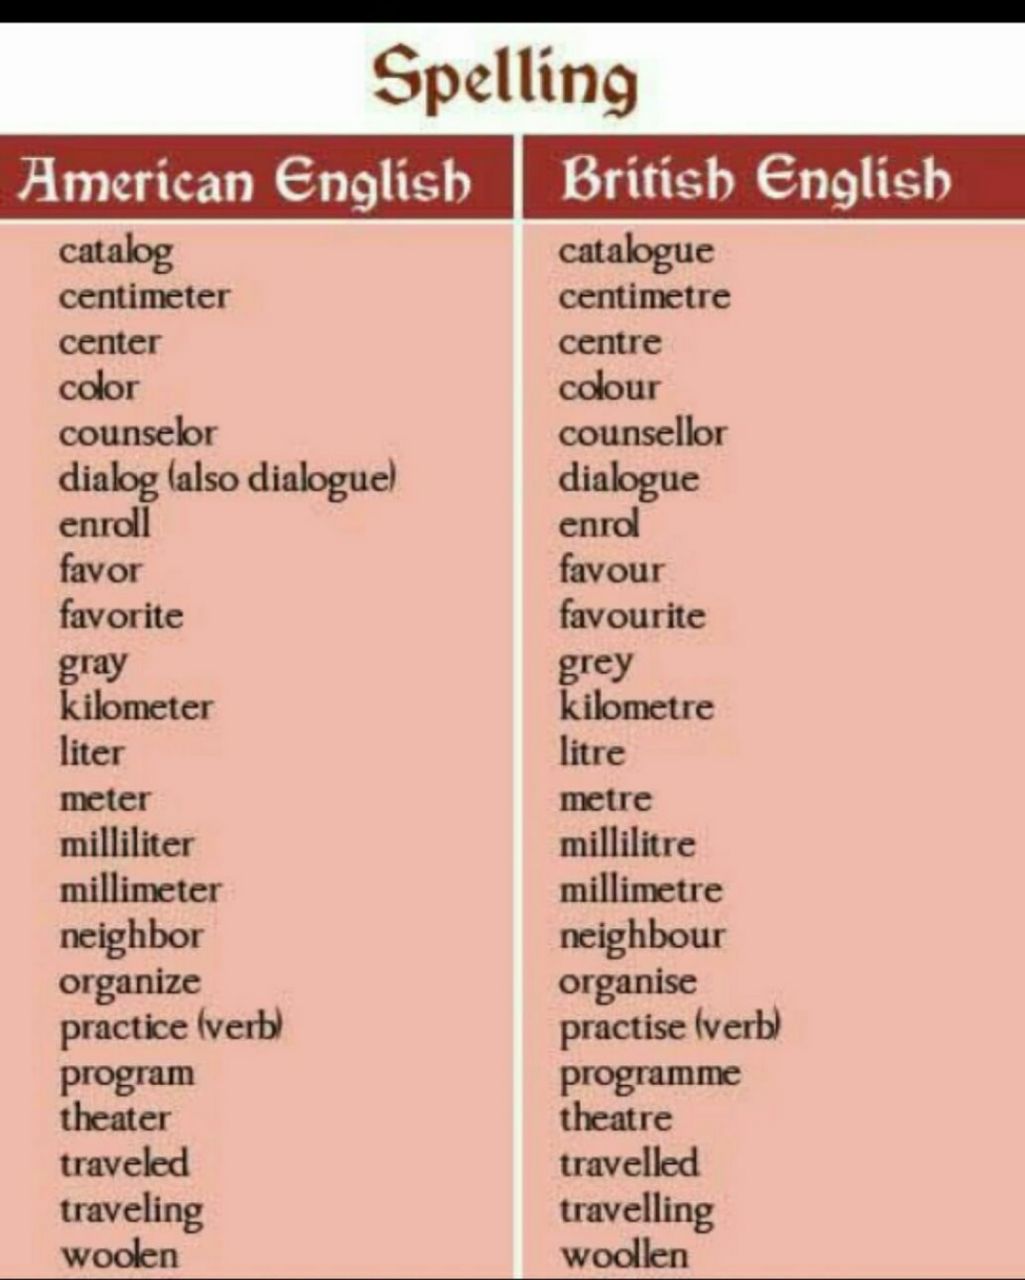 Spelling
American English British English
catalog catalogue
centimeter centimetre
center centre
color colour
counselor counsellor
dialog (also dialogue) dialogue
enroll enrol
favor favour
favorite favourite
gray grey
kilometer kilometre
liter litre
meter metre
milliliter millilitre
millimeter millimetre
neighbor neighbour
organize organise
practice (verb) practise (verb)
program programme
theater theatre
traveled travelled
traveling travelling
woolen woollen